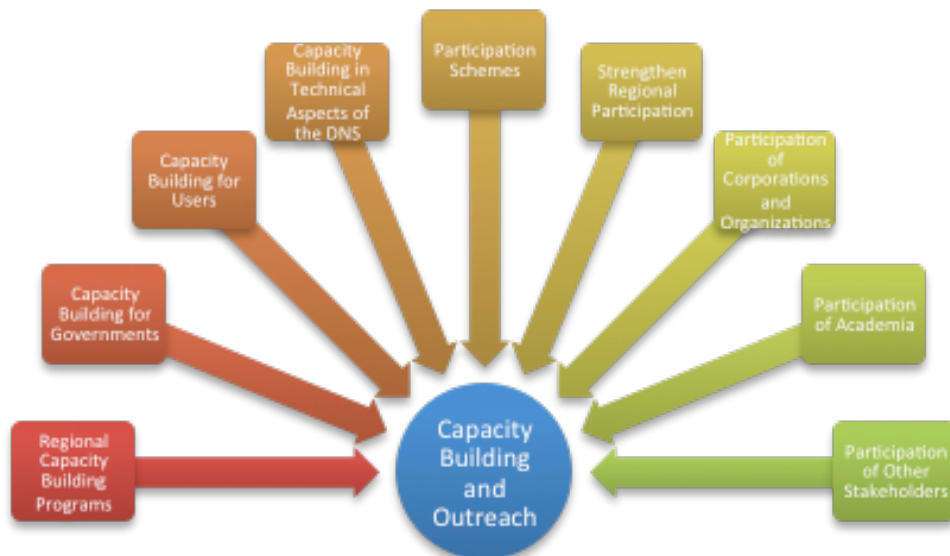 Regional
Capacity
Building
Programs
Capacity
Building for
Governments
Capacity
Building for
Users
Capacity
Building in
Technical
Aspects of
the DNS
Participation
Schemes
Strengthen
Regional
Participation
Participation
of
Corporations
and
Organizations
Participation
of Academia
Participation
of Other
Stakeholders
Capacity
Building
and
Outreach